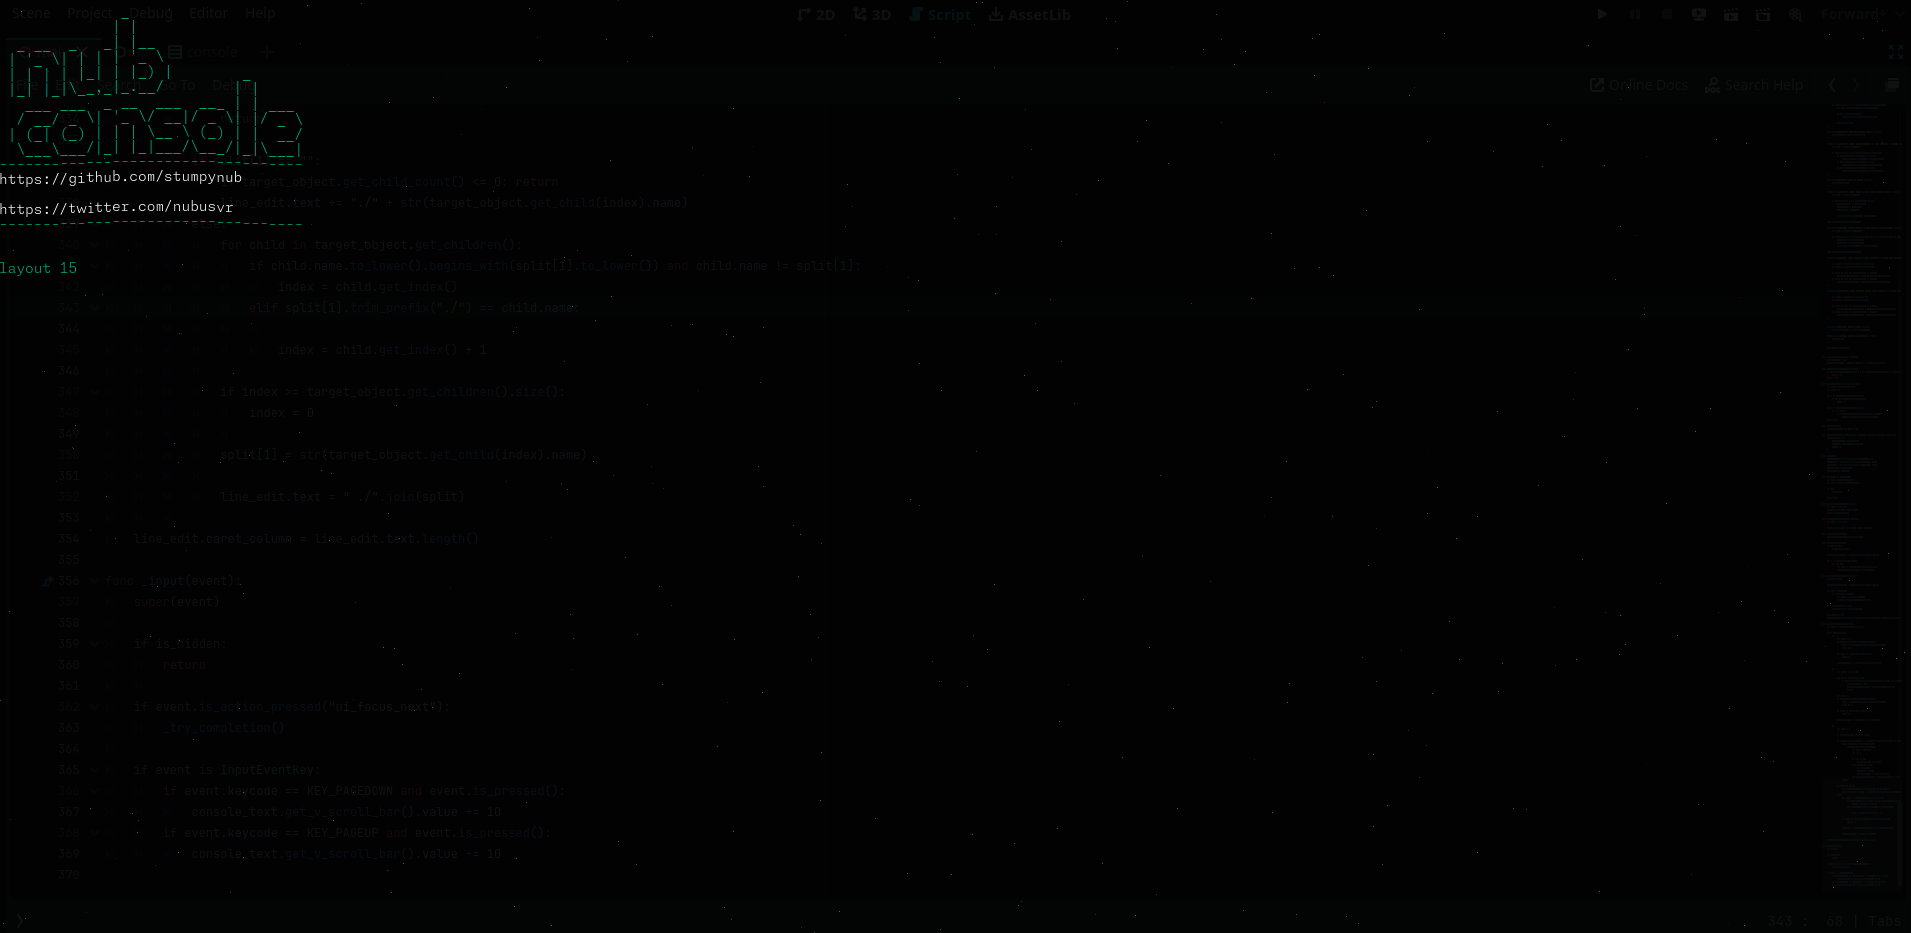 Scene Project Debug Editor Help
2D 3D Script AssetLib
Forward+
nub
console
console
File
Go To Debug
Online Docs Search Help
https://github.com/stumpynub
https://twitter.com/nubusvr
layout 15
target_object.get_child_count() <= 0: return
line_edit.text += "./" + str(target_object.get_child(index).name)
340 for child in target_object.get_children():
if child.name.to_lower().begins_with(split[1].to_lower()) and child.name != split[1]:
342 index = child.get_index()
343 elif split[1].trim_prefix("./") == child.name:
344
345 index = child.get_index() + 1
346
347 if index >= target_object.get_children().size():
348 index = 0
349
350 split[1] = str(target_object.get_child(index).name)
351
352 line_edit.text = " ./".join(split)
353
354 line_edit.caret_column = line_edit.text.length()
355
356 func _input(event):
357 super(event)
358
359 if is_hidden:
360 return
361
362 if event.is_action_pressed("ui_focus_next"):
363 _try_completion()
364
365 if event is InputEventKey:
366 if event.keycode == KEY_PAGEDOWN and event.is_pressed():
367 console_text.get_v_scroll_bar().value += 10
368 if event.keycode == KEY_PAGEUP and event.is_pressed():
369 console_text.get_v_scroll_bar().value -= 10
370
343 : 68 | Tabs